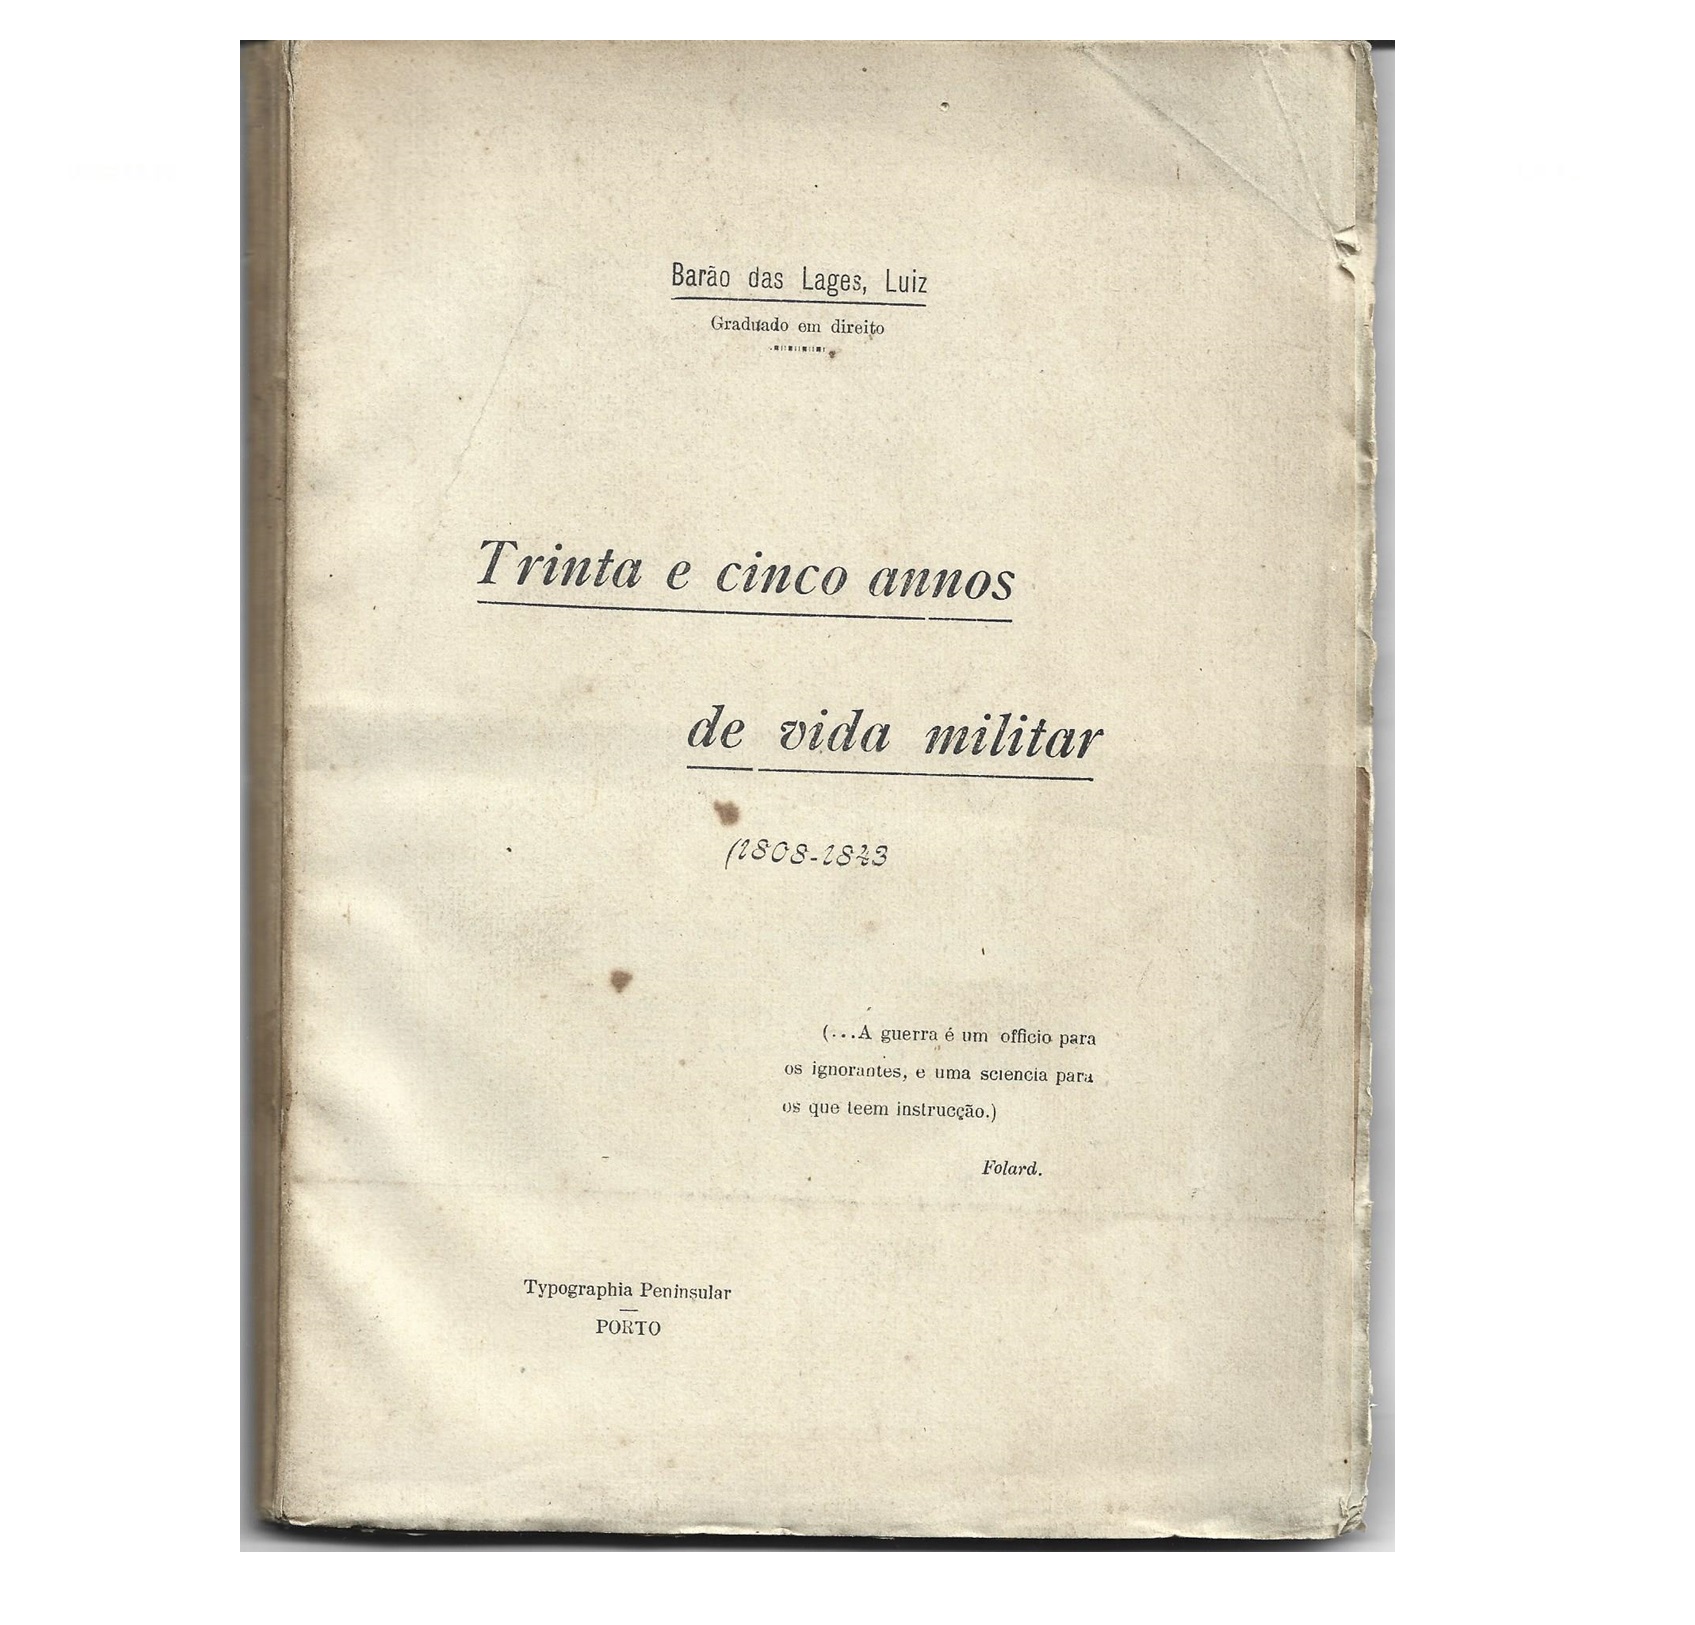 Barão das Lages, Luiz
Graduado em direito
Trinta e cinco annos
de vida militar
(1808-1843
(...A guerra é um officio para
os ignorantes, e uma sciencia para
os que teem instrucção.)
Folard.
Typographia Peninsular
PORTO